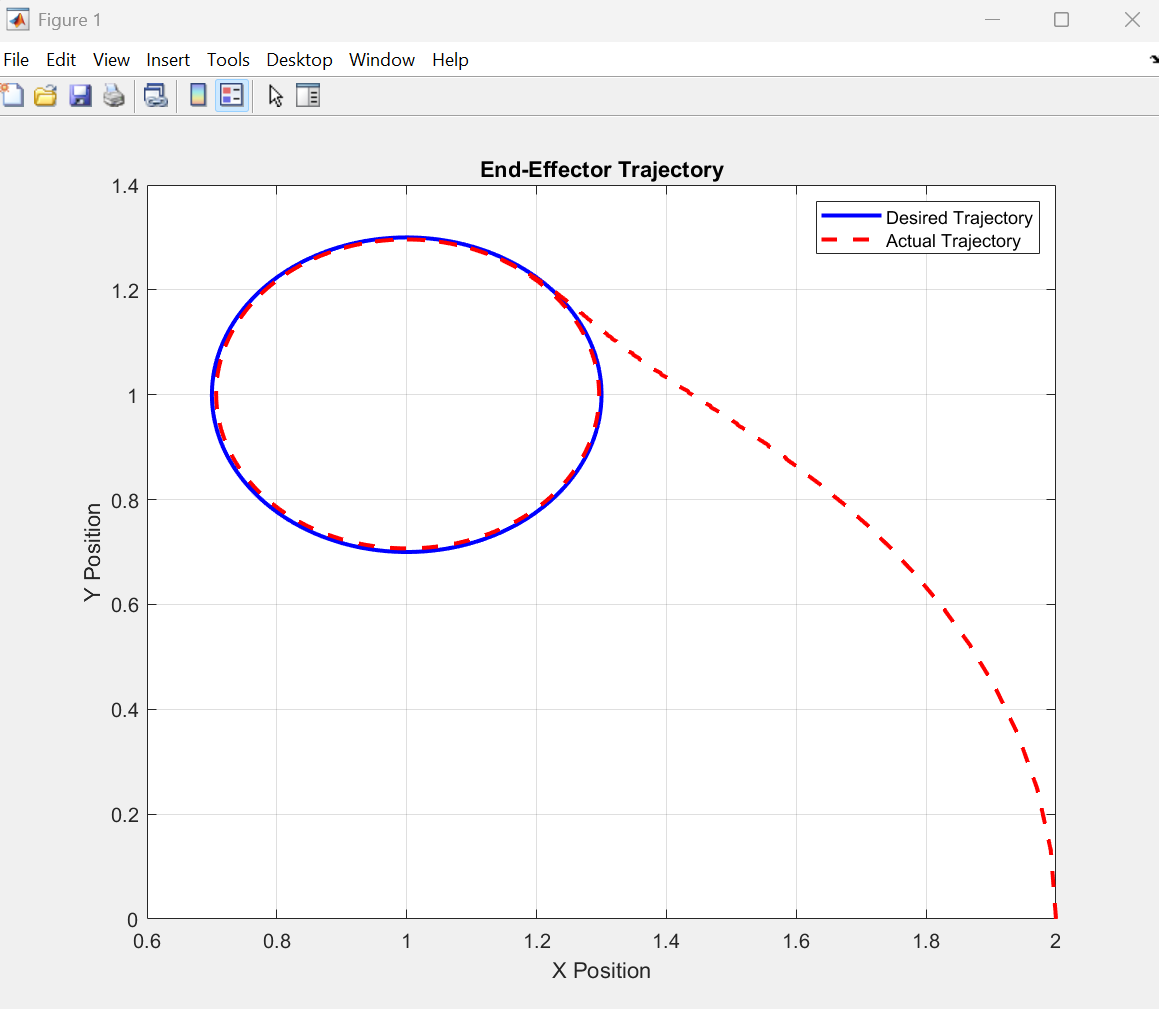 Figure 1
File Edit View Insert Tools Desktop Window Help
End-Effector Trajectory
Desired Trajectory
Actual Trajectory
1.4
1.2
1
0.8
0.6
0.4
0.2
0
Y Position
0.6 0.8 1 1.2 1.4 1.6 1.8 2
X Position